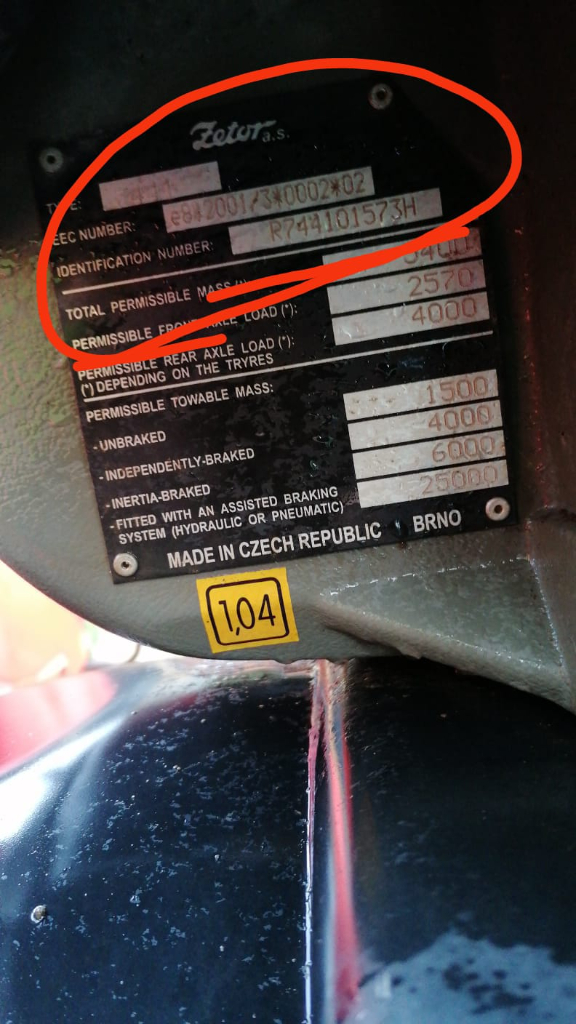 Zetor a.s.
TYPE:
EEC NUMBER: e8*2001/3*0002*02
IDENTIFICATION NUMBER: R744101573H
TOTAL PERMISSIBLE MASS 5400
PERMISSIBLE FRONT AXLE LOAD (*): 2570
PERMISSIBLE REAR AXLE LOAD (*): 4000
(*) DEPENDING ON THE TRYRES
PERMISSIBLE TOWABLE MASS:
- UNBRAKED 1500
- INDEPENDENTLY-BRAKED 4000
- INERTIA-BRAKED 6000
- FITTED WITH AN ASSISTED BRAKING 25000
SYSTEM (HYDRAULIC OR PNEUMATIC)
MADE IN CZECH REPUBLIC BRNO
1,04